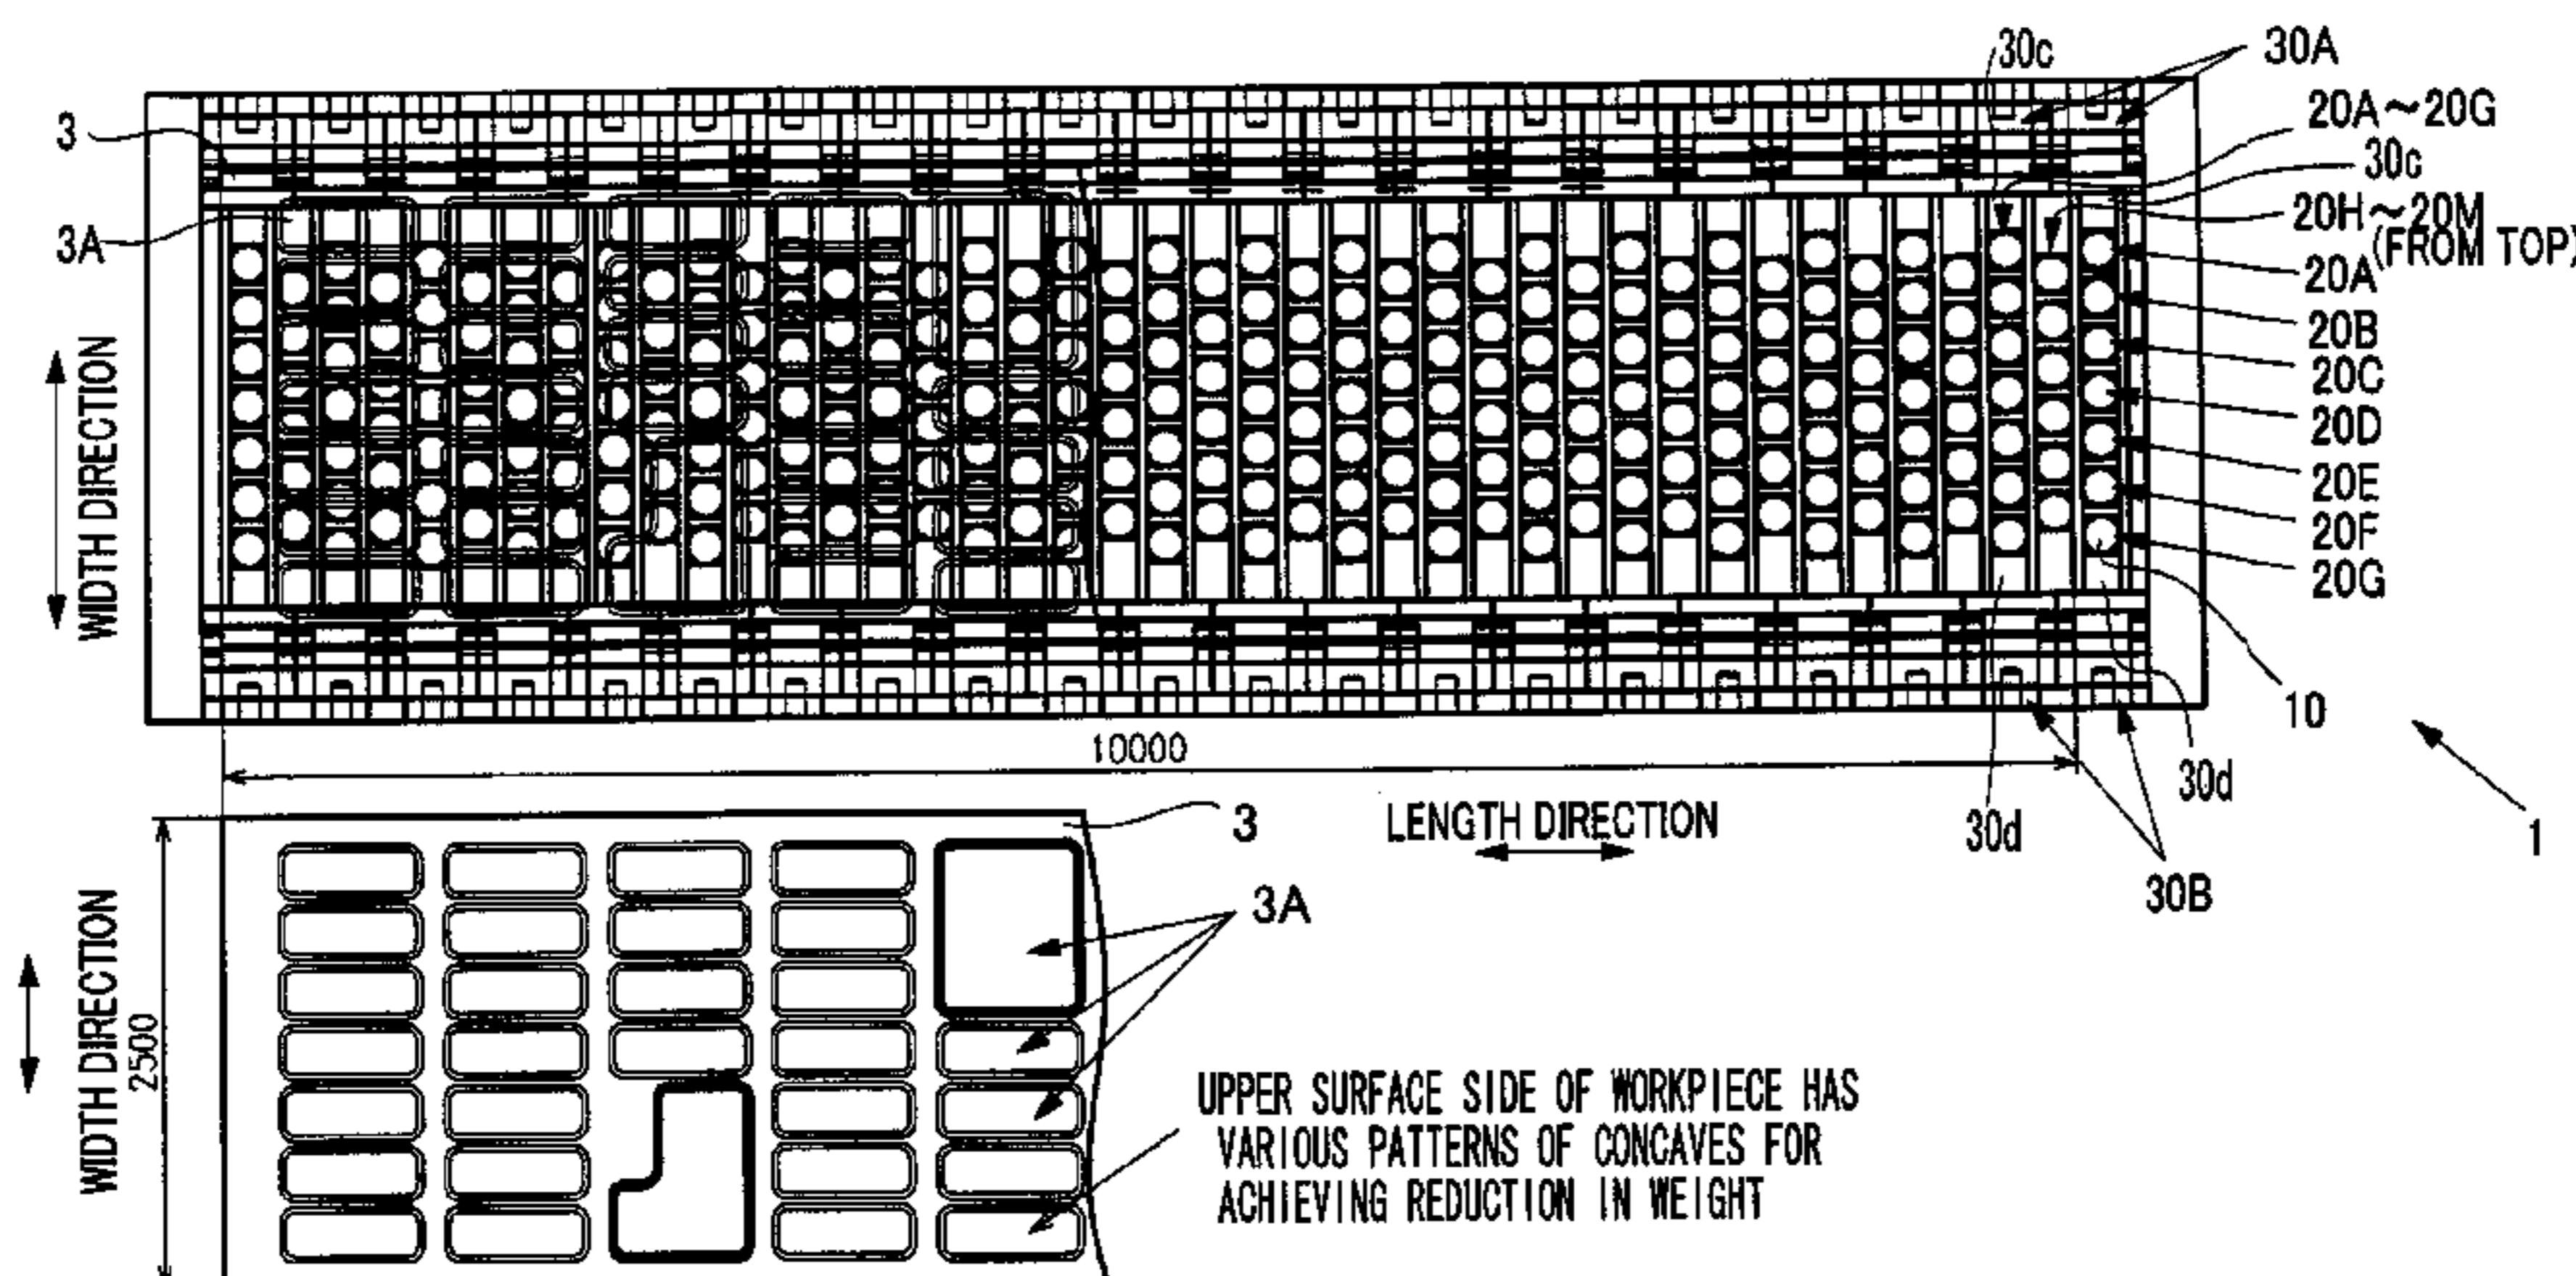 30c
30A
3
20A~20G
30c
20H~20M
(FROM TOP)
3A
20A
20B
20C
20D
20E
20F
20G
WIDTH DIRECTION
10
10000
30d
30d
1
3
LENGTH DIRECTION
30B
3A
WIDTH DIRECTION
2500
UPPER SURFACE SIDE OF WORKPIECE HAS
VARIOUS PATTERNS OF CONCAVES FOR
ACHIEVING REDUCTION IN WEIGHT